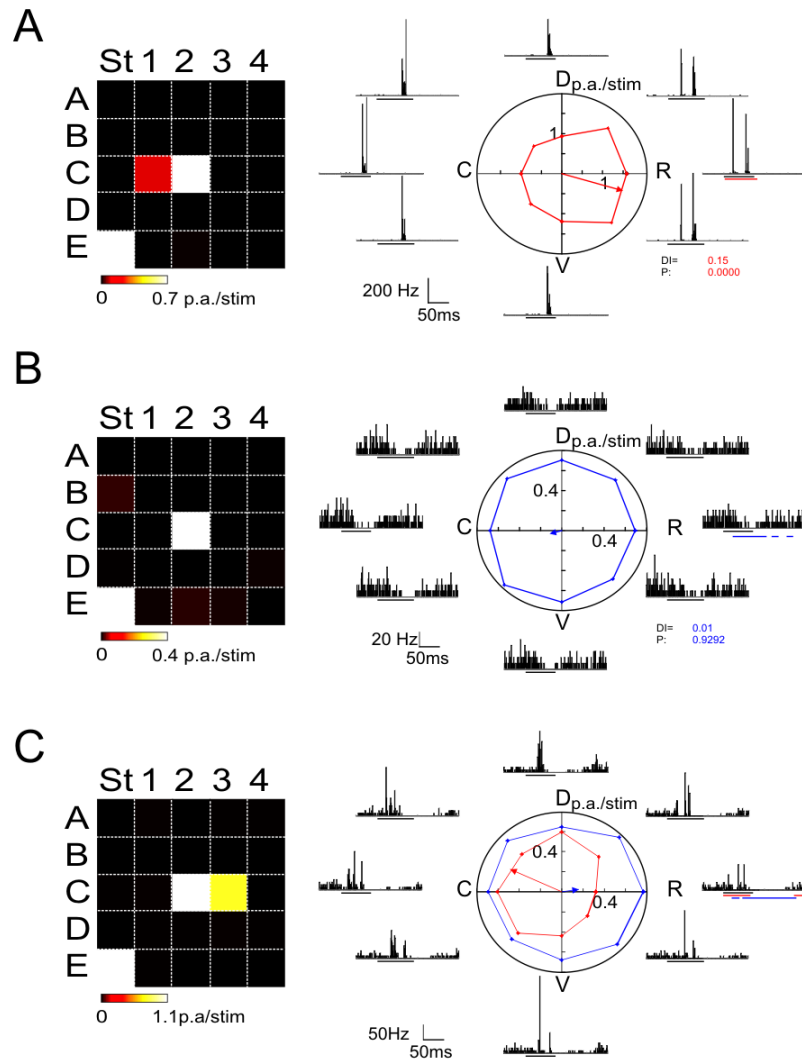 A
St 1 2 3 4
A
B
C
D
E
0 0.7 p.a./stim
D p.a./stim
1
C
1
R
V
DI= 0.15
P: 0.0000
200 Hz
50ms
B
St 1 2 3 4
A
B
C
D
E
0 0.4 p.a./stim
D p.a./stim
0.4
C
0.4
R
V
DI= 0.01
P: 0.9292
20 Hz
50ms
C
St 1 2 3 4
A
B
C
D
E
0 1.1p.a/stim
D p.a./stim
0.4
C
0.4
R
V
50Hz
50ms